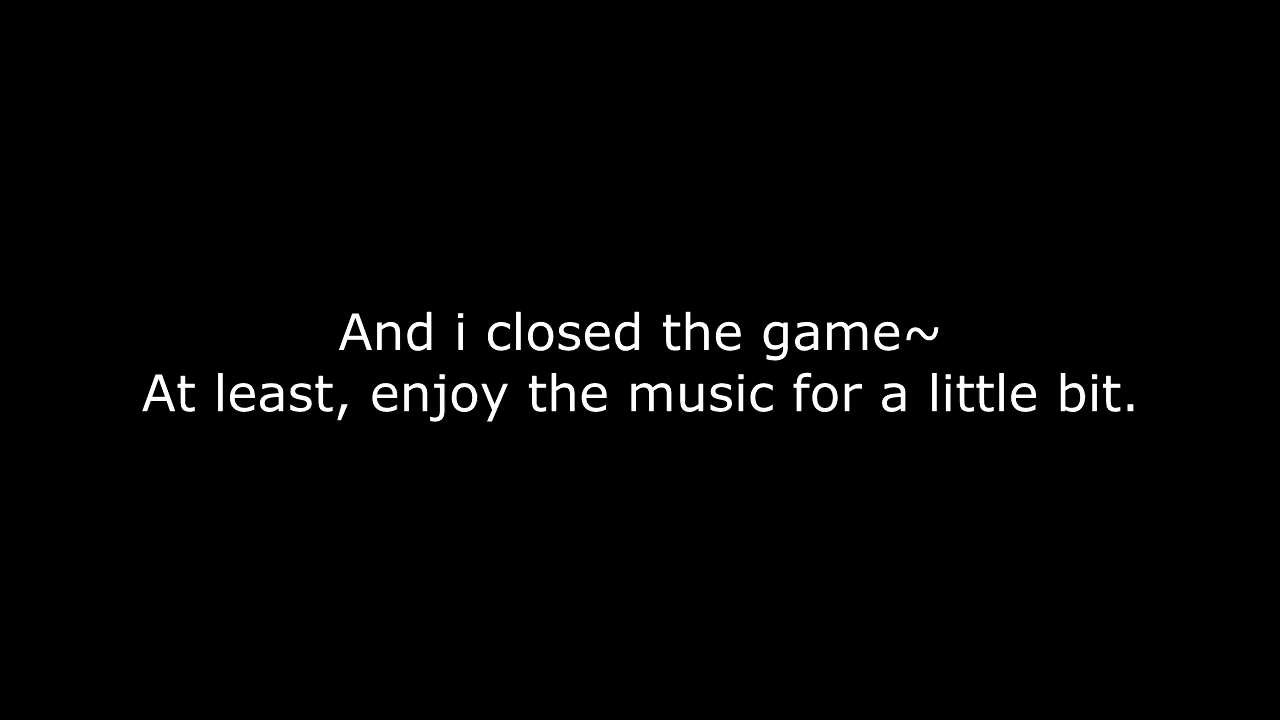 And i closed the game~
At least, enjoy the music for a little bit.